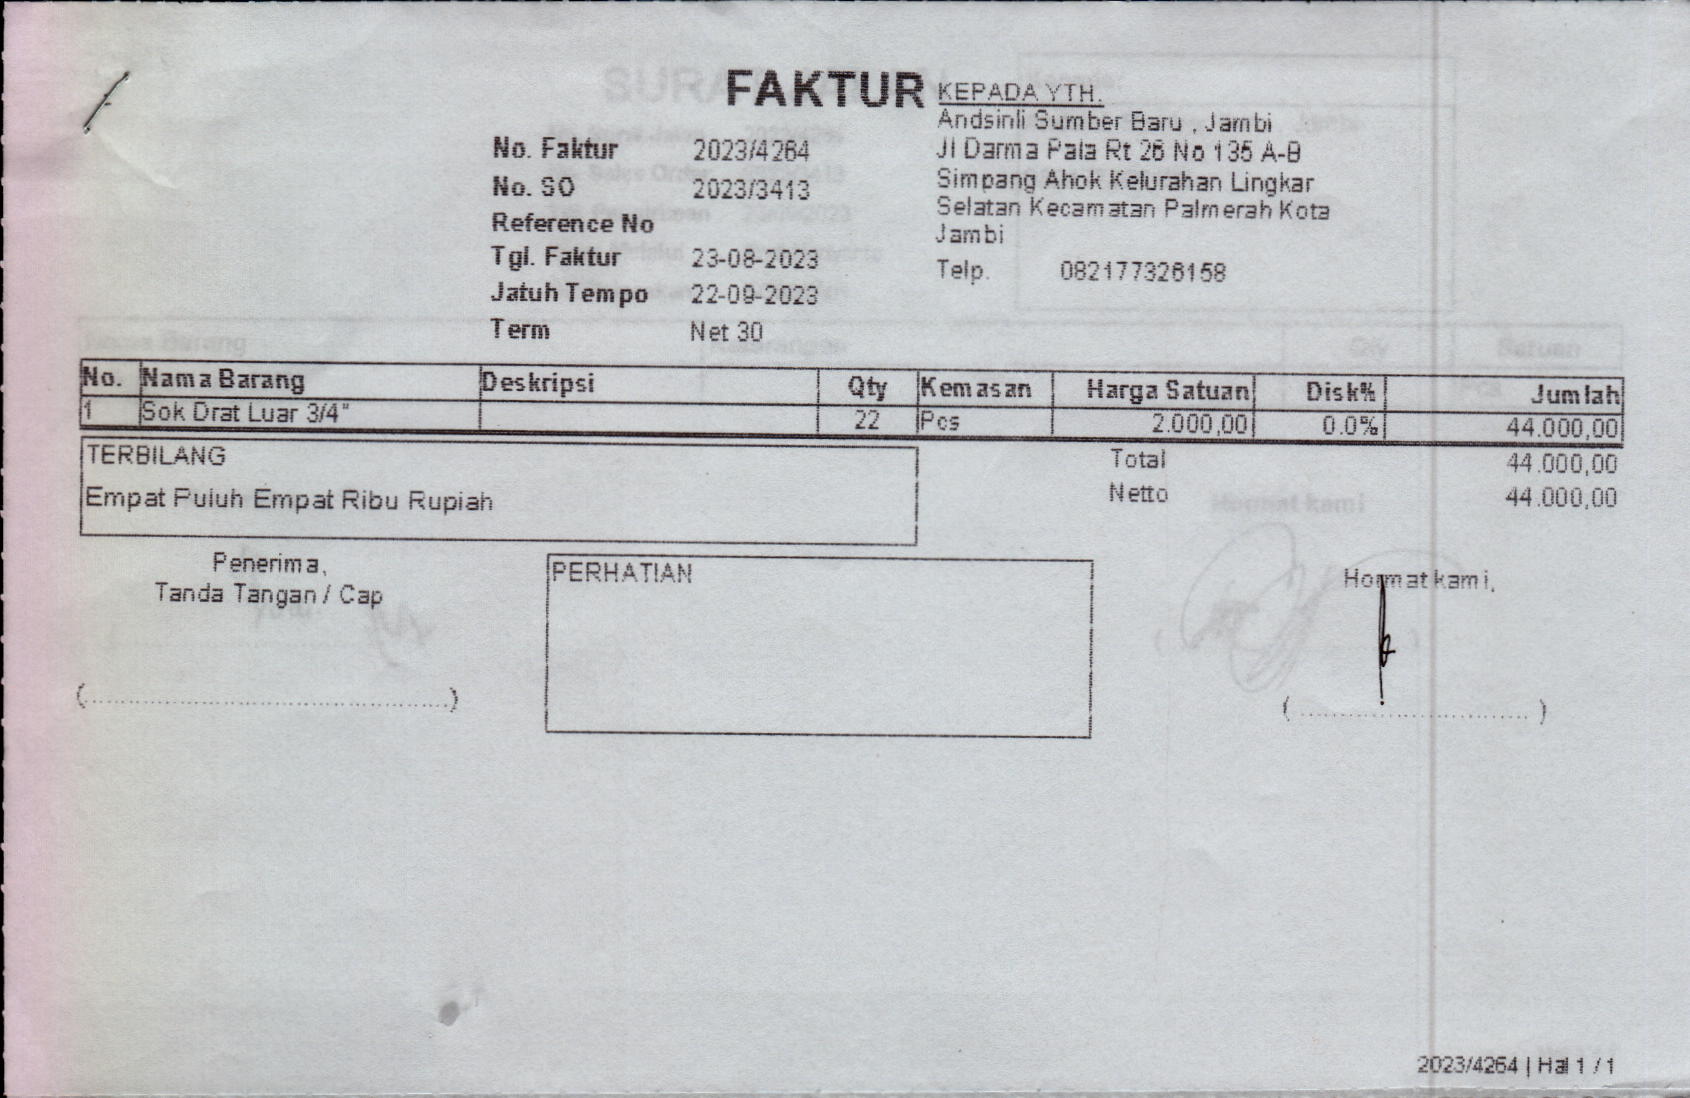 FAKTUR
KEPADA YTH.
Andsinli Sumber Baru , Jambi
Jl Darma Pala Rt 26 No 135 A-B
Simpang Ahok Kelurahan Lingkar
Selatan Kecamatan Palmerah Kota
Jambi
Telp. 082177326158
No. Faktur 2023/4264
No. SO 2023/3413
Reference No
Tgl. Faktur 23-08-2023
Jatuh Tempo 22-09-2023
Term Net 30
No. Nama Barang Deskripsi Qty Kemasan Harga Satuan Disk% Jumlah
1 Sok Drat Luar 3/4" 22 Pcs 2.000,00 0.0% 44.000,00
TERBILANG
Empat Puluh Empat Ribu Rupiah
Total 44.000,00
Netto 44.000,00
Penerima,
Tanda Tangan / Cap
PERHATIAN
Hormat kami,
(................................................)
(................................)
2023/4264 | Hal 1 / 1